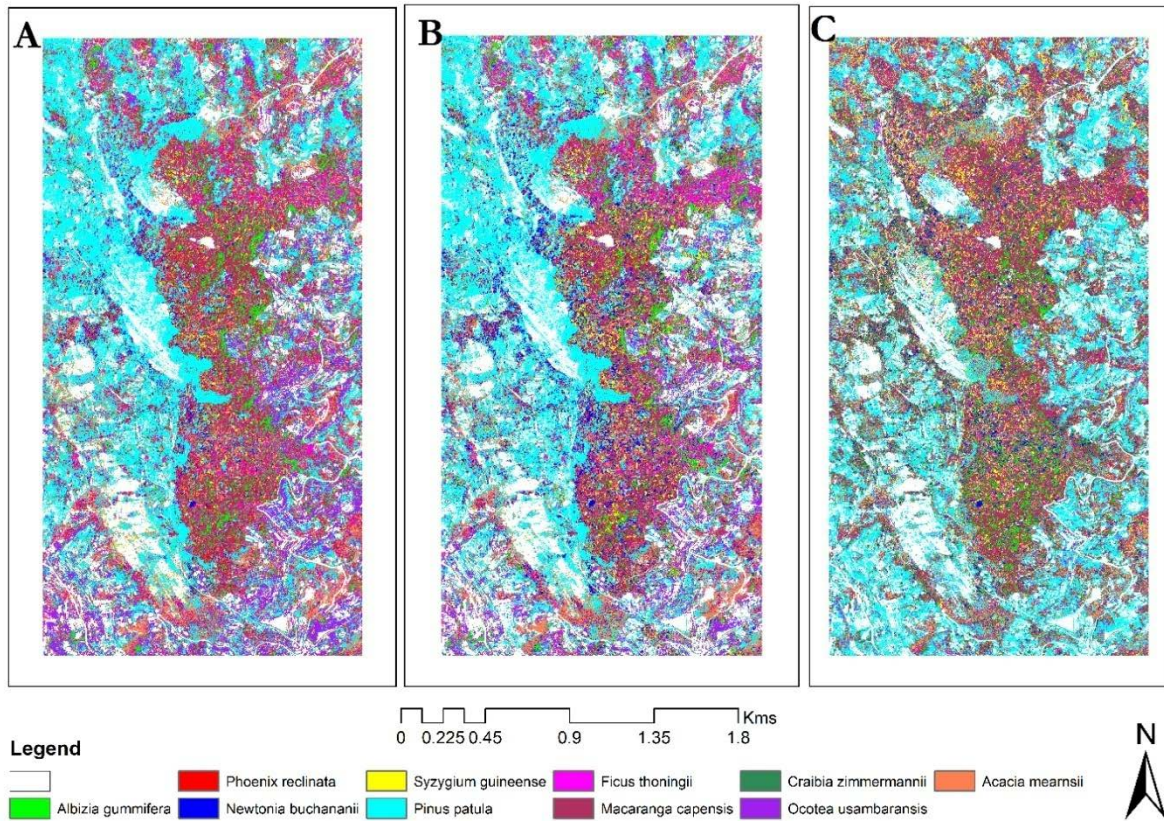 A
B
C
Kms
0 0.225 0.45 0.9 1.35 1.8
N
Legend
Phoenix reclinata Syzygium guineense Ficus thoningii Craibia zimmermannii Acacia mearnsii
Albizia gummifera Newtonia buchananii Pinus patula Macaranga capensis Ocotea usambaransis